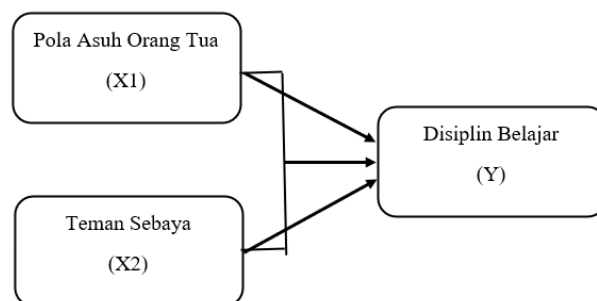 Pola Asuh Orang Tua
(X1)
Disiplin Belajar
(Y)
Teman Sebaya
(X2)